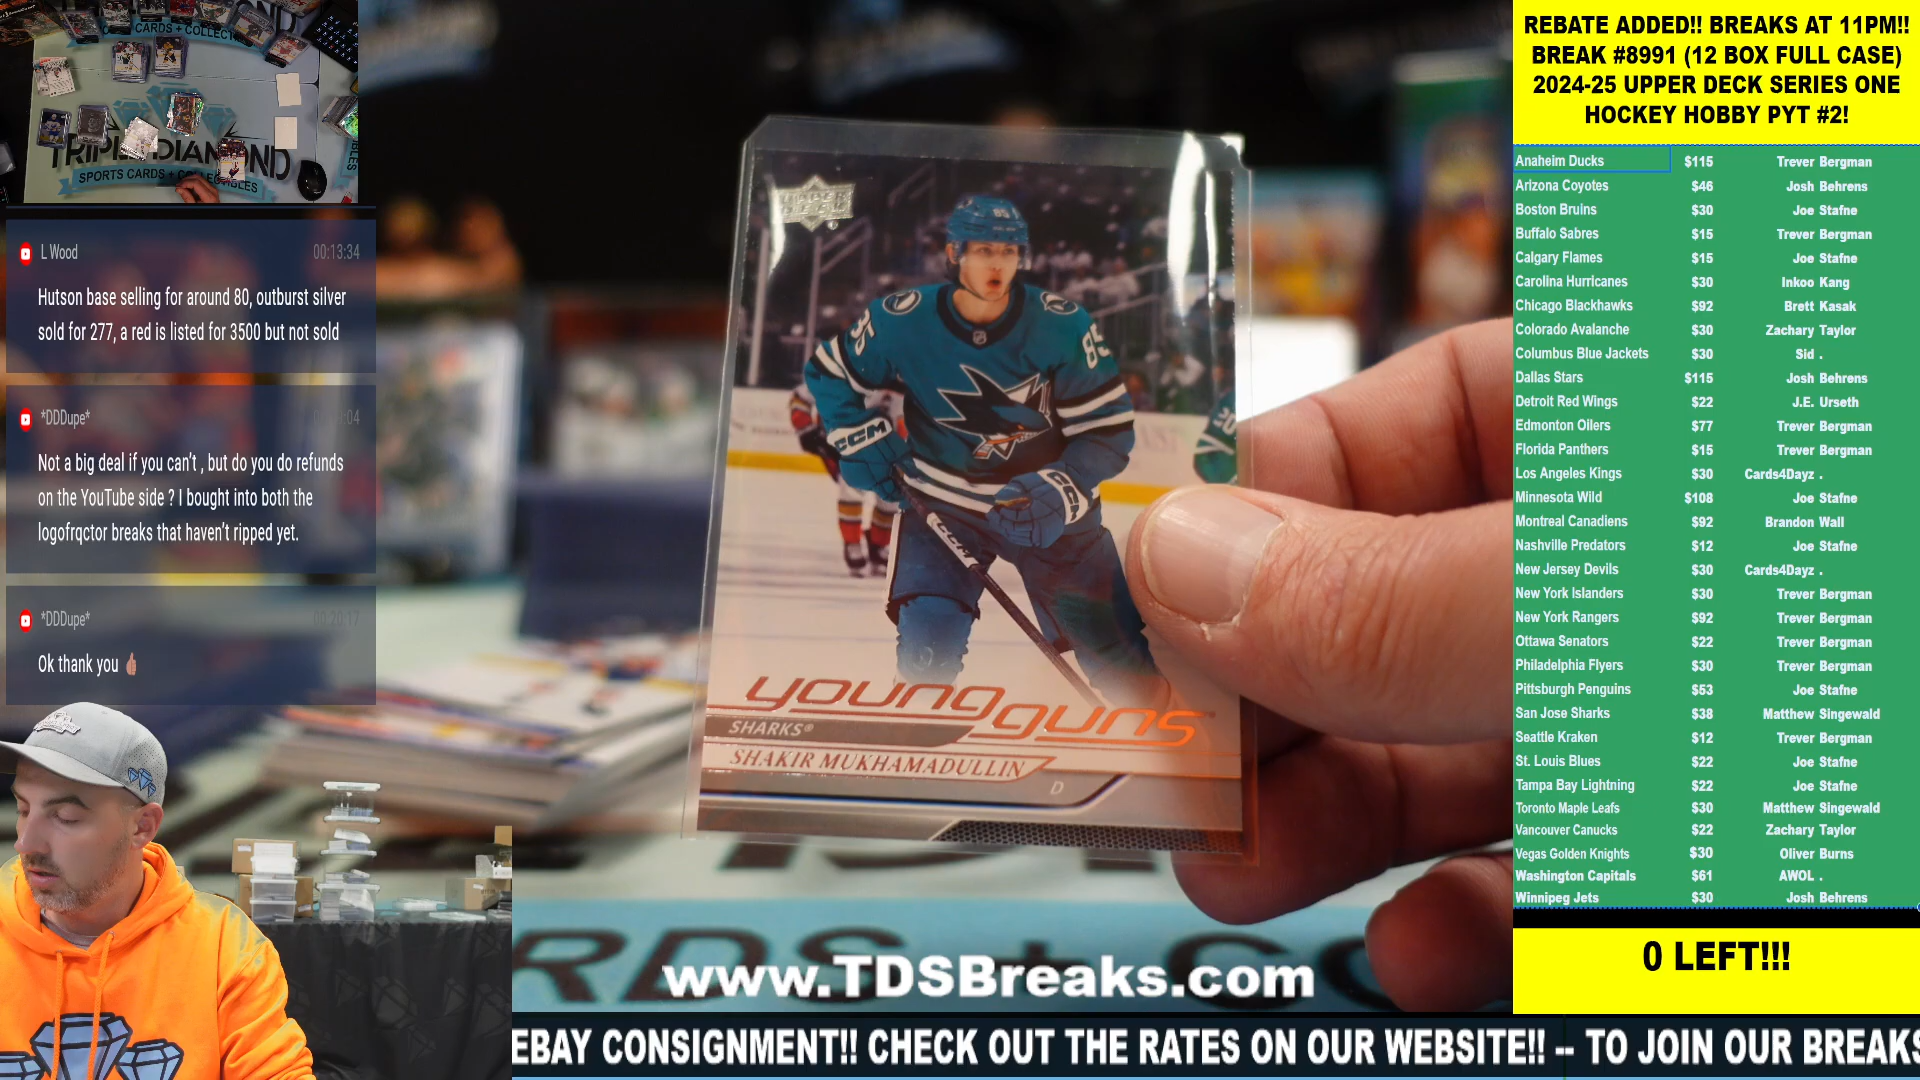 CARDS + COLLECT
TRIPLE DIAMOND
SPORTS CARDS + COLLECTIBLES
L Wood 00:13:34
Hutson base selling for around 80, outburst silver
sold for 277, a red is listed for 3500 but not sold
*DDDupe*
Not a big deal if you can't , but do you do refunds
on the YouTube side ? I bought into both the
logofrqctor breaks that haven't ripped yet.
*DDDupe* 00:20:17
Ok thank you 👍🏽
UPPER DECK
85
85
CCM
CCM
young guns
SHARKS®
SHAKIR MUKHAMADULLIN
D
RDS + CO
www.TDSBreaks.com
EBAY CONSIGNMENT!! CHECK OUT THE RATES ON OUR WEBSITE!! -- TO JOIN OUR BREAKS
REBATE ADDED!! BREAKS AT 11PM!!
BREAK #8991 (12 BOX FULL CASE)
2024-25 UPPER DECK SERIES ONE
HOCKEY HOBBY PYT #2!
Anaheim Ducks $115 Trever Bergman
Arizona Coyotes $46 Josh Behrens
Boston Bruins $30 Joe Stafne
Buffalo Sabres $15 Trever Bergman
Calgary Flames $15 Joe Stafne
Carolina Hurricanes $30 Inkoo Kang
Chicago Blackhawks $92 Brett Kasak
Colorado Avalanche $30 Zachary Taylor
Columbus Blue Jackets $30 Sid .
Dallas Stars $115 Josh Behrens
Detroit Red Wings $22 J.E. Urseth
Edmonton Oilers $77 Trever Bergman
Florida Panthers $15 Trever Bergman
Los Angeles Kings $30 Cards4Dayz .
Minnesota Wild $108 Joe Stafne
Montreal Canadiens $92 Brandon Wall
Nashville Predators $12 Joe Stafne
New Jersey Devils $30 Cards4Dayz .
New York Islanders $30 Trever Bergman
New York Rangers $92 Trever Bergman
Ottawa Senators $22 Trever Bergman
Philadelphia Flyers $30 Trever Bergman
Pittsburgh Penguins $53 Joe Stafne
San Jose Sharks $38 Matthew Singewald
Seattle Kraken $12 Trever Bergman
St. Louis Blues $22 Joe Stafne
Tampa Bay Lightning $22 Joe Stafne
Toronto Maple Leafs $30 Matthew Singewald
Vancouver Canucks $22 Zachary Taylor
Vegas Golden Knights $30 Oliver Burns
Washington Capitals $61 AWOL .
Winnipeg Jets $30 Josh Behrens
0 LEFT!!!